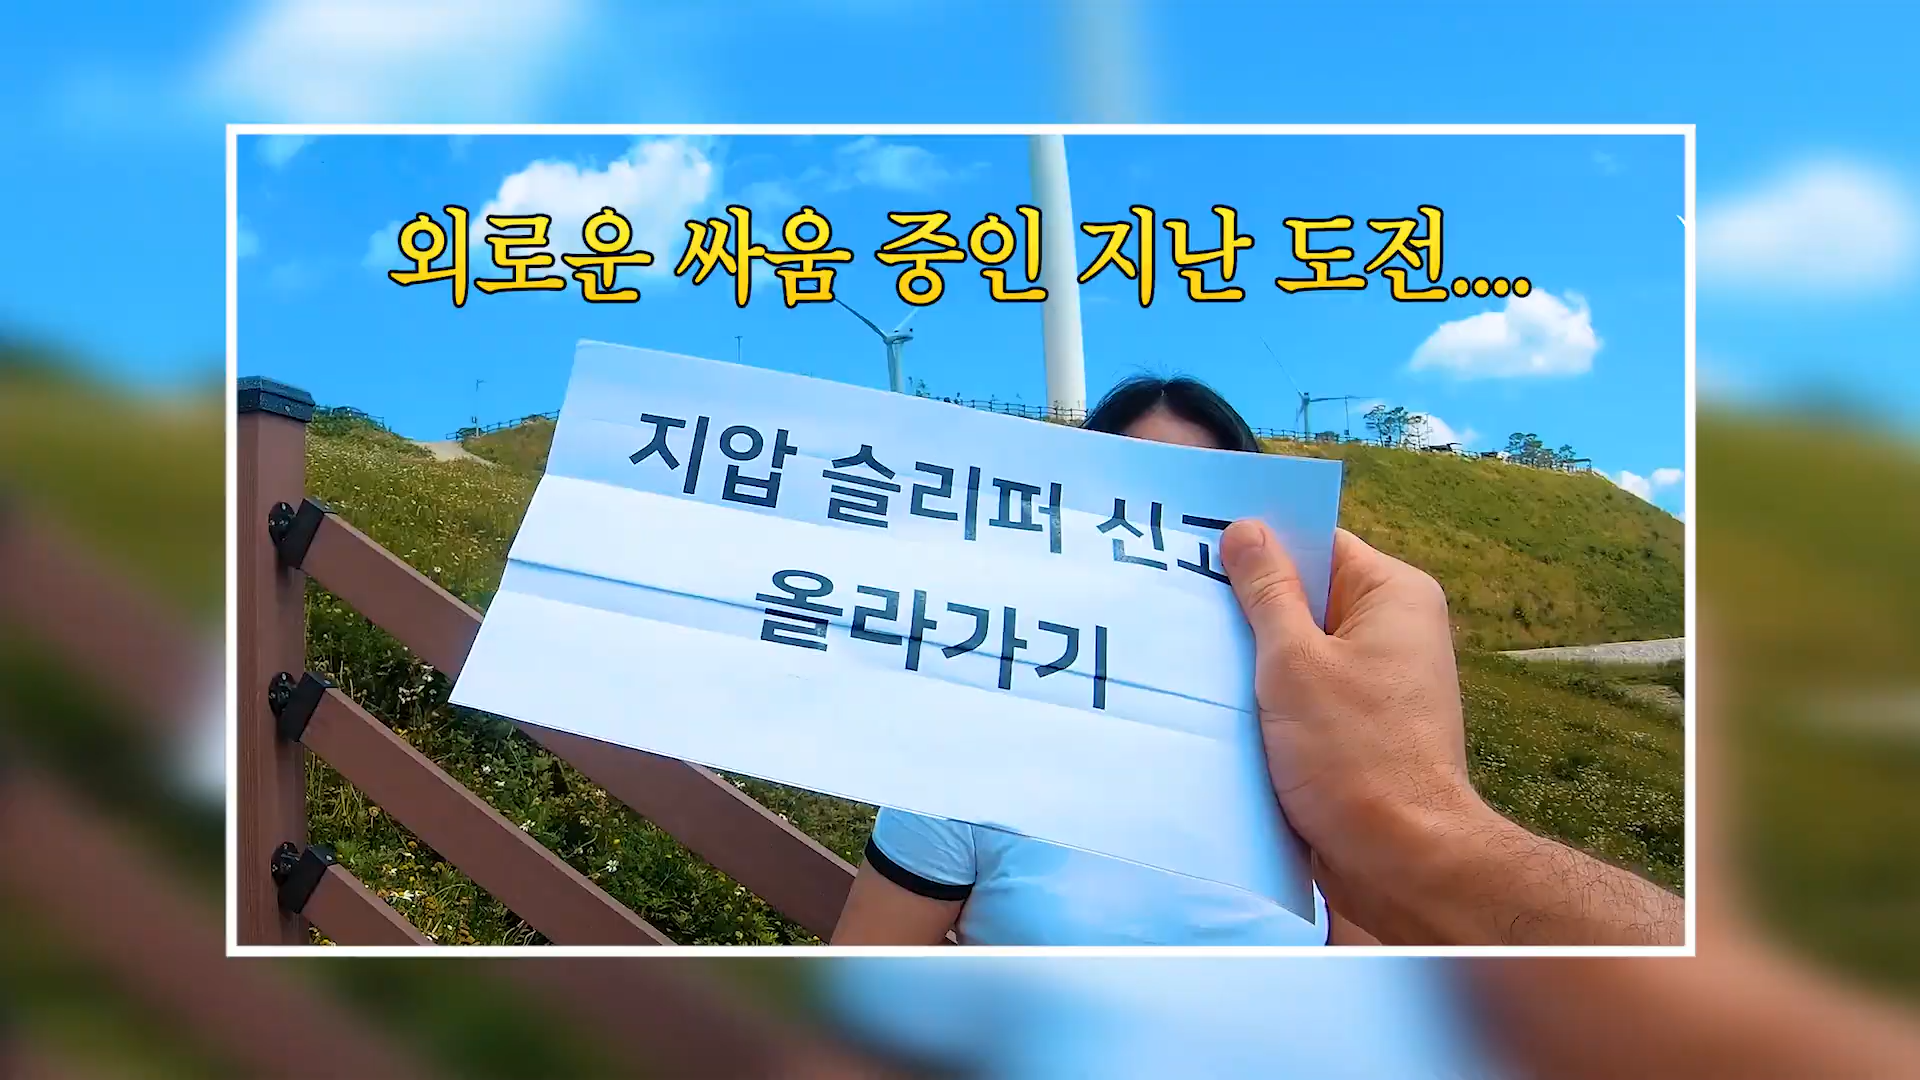 외로운 싸움 중인 지난 도전....
지압 슬리퍼 신고
올라가기